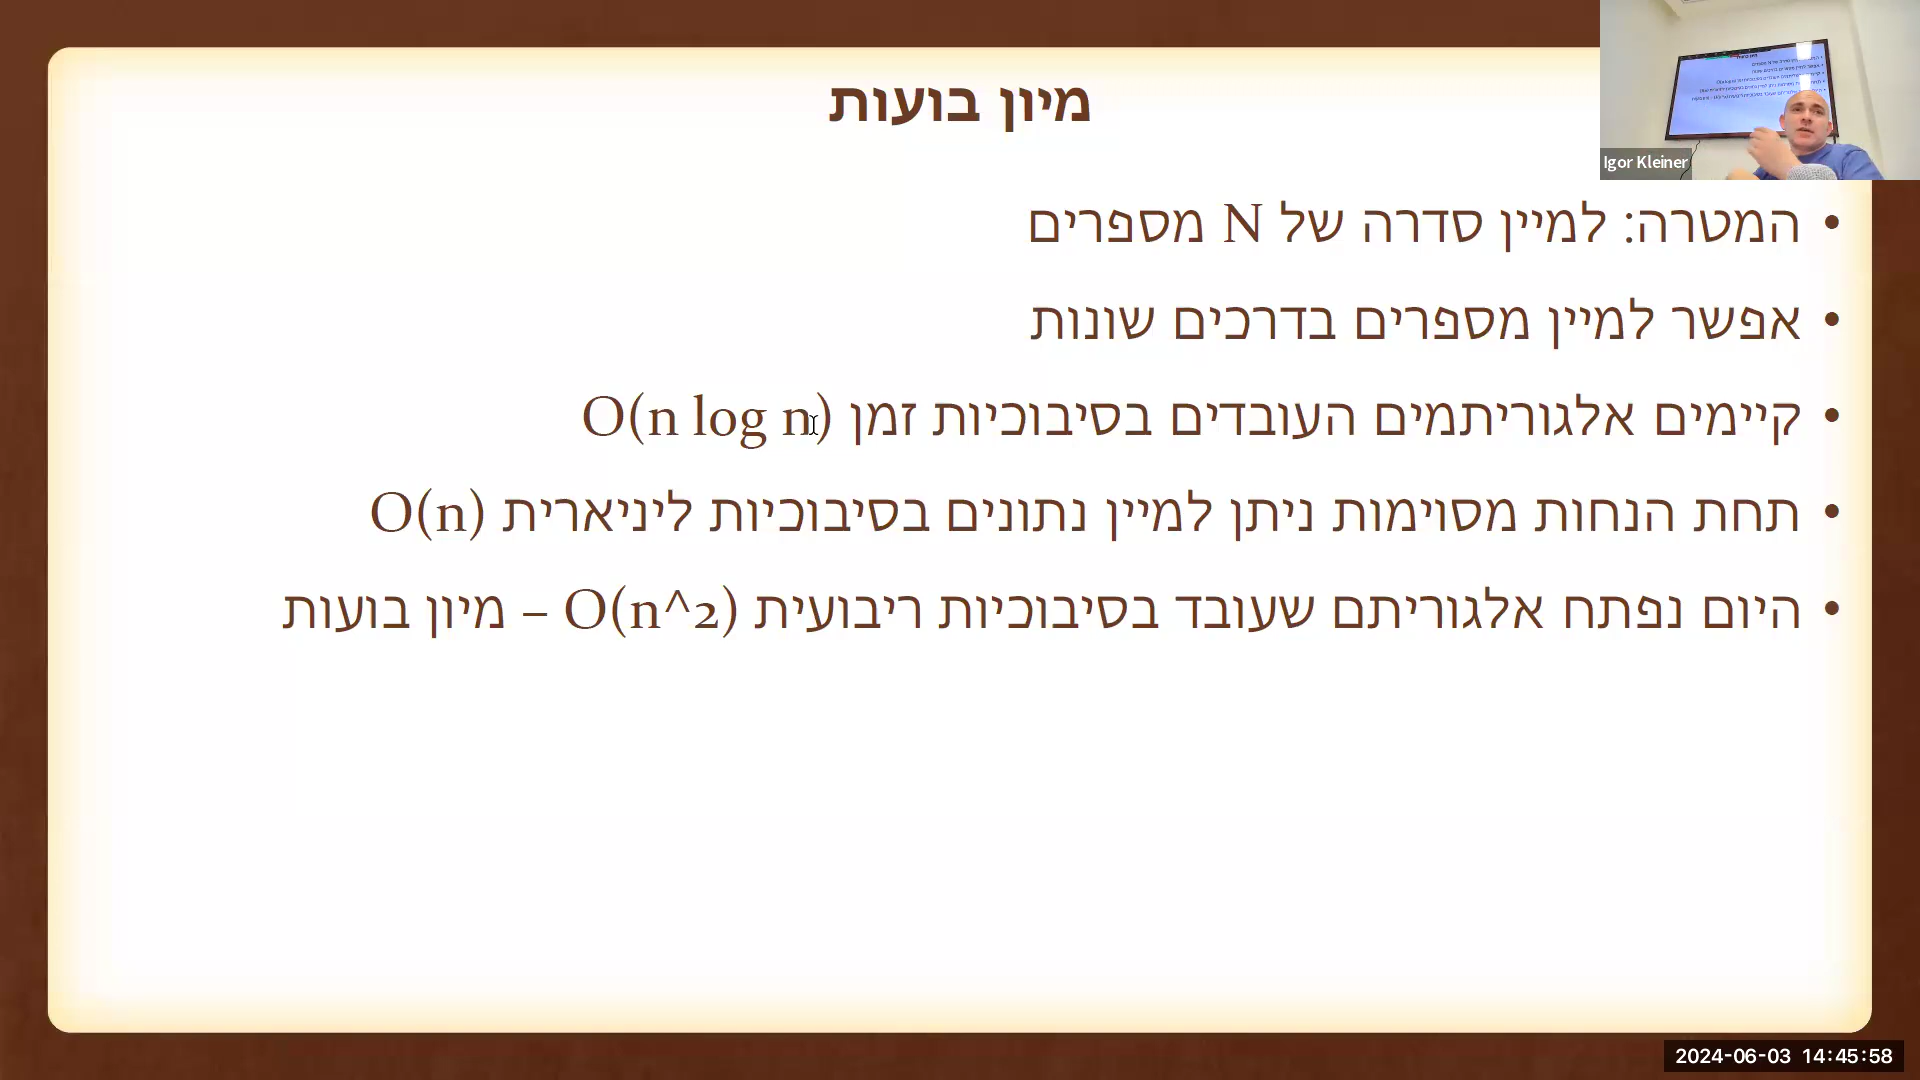 מיון בועות
Igor Kleiner
• המטרה: למיין סדרה של N מספרים
• אפשר למיין מספרים בדרכים שונות
• קיימים אלגוריתמים העובדים בסיבוכיות זמן O(n log n)
• תחת הנחות מסוימות ניתן למיין נתונים בסיבוכיות ליניארית O(n)
• היום נפתח אלגוריתם שעובד בסיבוכיות ריבועית O(n^2) – מיון בועות
2024-06-03 14:45:58